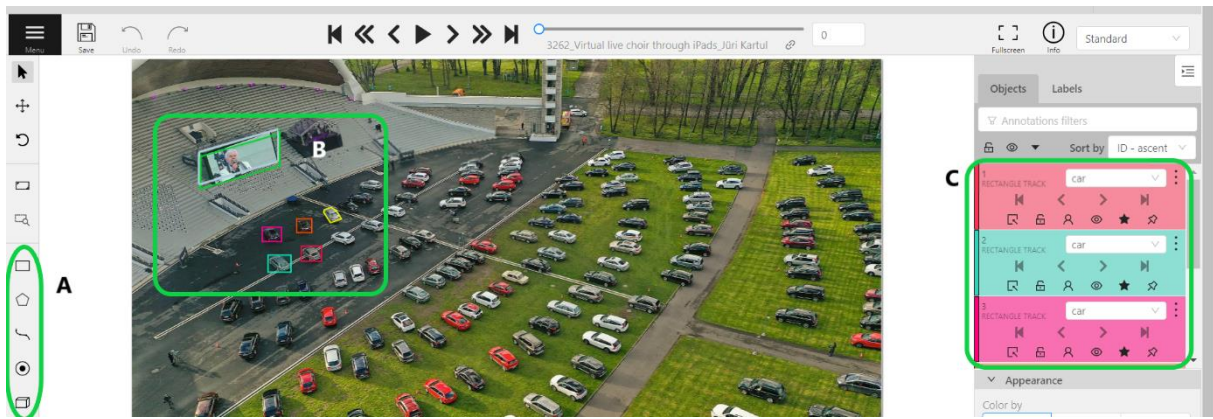 Menu
Save
Undo
Redo
3262_Virtual live choir through iPads_Jüri Kartul
0
Fullscreen
Info
Standard
Objects
Labels
Annotations filters
Sort by
ID - ascent
A
B
C
1
RECTANGLE TRACK
car
2
RECTANGLE TRACK
car
3
RECTANGLE TRACK
car
Appearance
Color by